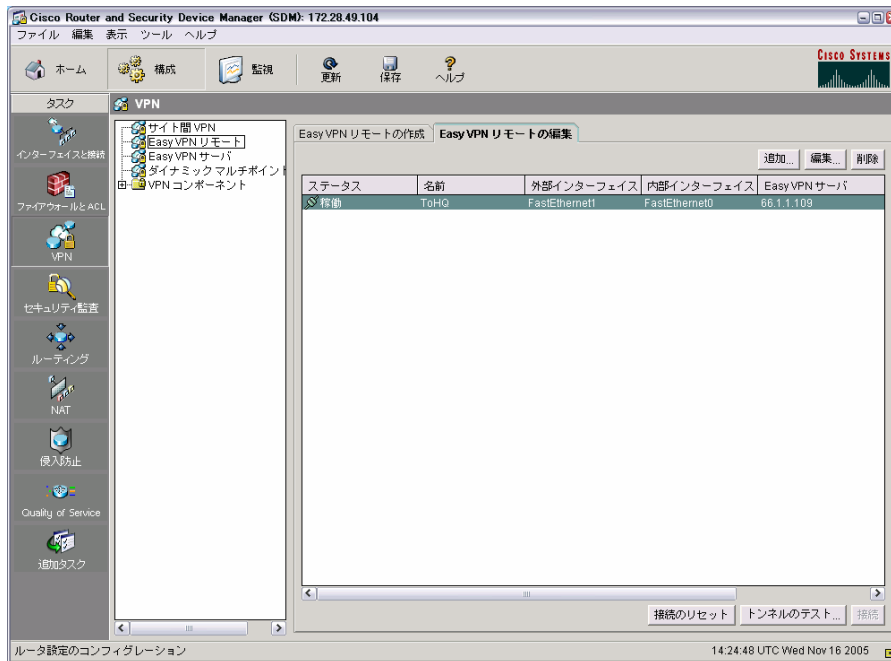 Cisco Router and Security Device Manager (SDM): 172.28.49.104
ファイル 編集 表示 ツール ヘルプ
ホーム 構成 監視 更新 保存 ヘルプ
CISCO SYSTEMS
タスク
VPN
インターフェイスと接続
ファイアウォールと ACL
VPN
セキュリティ監査
ルーティング
NAT
侵入防止
Quality of Service
追加タスク
サイト間 VPN
Easy VPN リモート
Easy VPN サーバ
ダイナミック マルチポイント
VPN コンポーネント
Easy VPN リモートの作成 Easy VPN リモートの編集
追加... 編集... 削除
ステータス 名前 外部インターフェイス 内部インターフェイス Easy VPN サーバ
稼働 ToHQ FastEthernet1 FastEthernet0 66.1.1.109
接続のリセット トンネルのテスト... 接続
ルータ設定のコンフィグレーション 14:24:48 UTC Wed Nov 16 2005